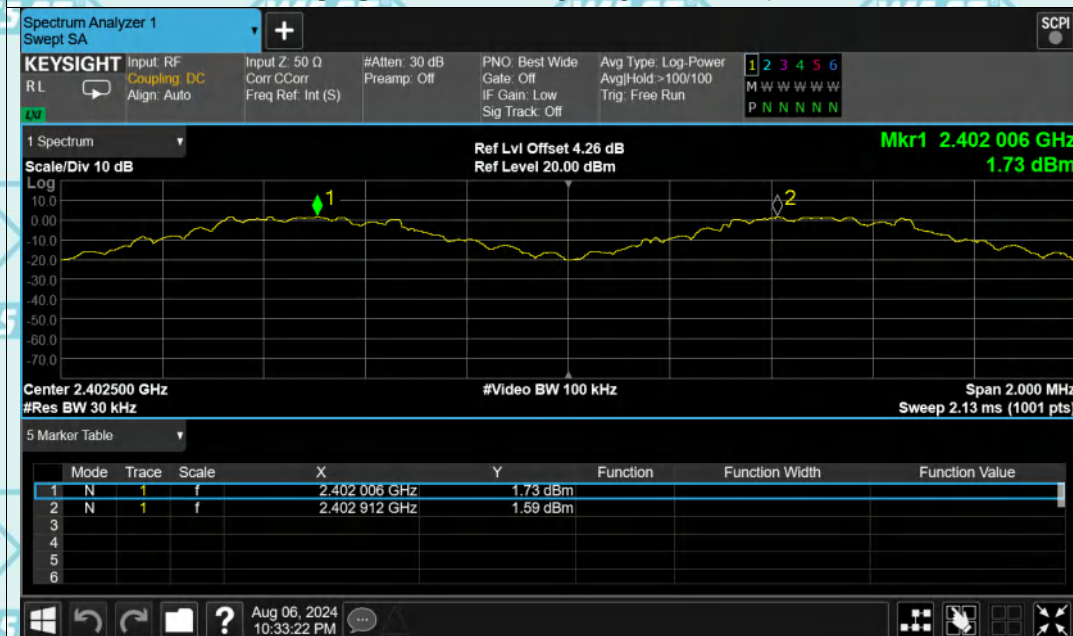 Spectrum Analyzer 1
Swept SA
+
SCPI
KEYSIGHT Input: RF Input Z: 50 Ω #Atten: 30 dB PNO: Best Wide Avg Type: Log-Power 1 2 3 4 5 6
RL Coupling: DC Corr CCorr Preamp: Off Gate: Off Avg|Hold:>100/100 M W W W W W
Align: Auto Freq Ref: Int (S) IF Gain: Low Trig: Free Run P N N N N N
LXI Sig Track: Off
1 Spectrum Ref Lvl Offset 4.26 dB Mkr1 2.402 006 GHz
Scale/Div 10 dB Ref Level 20.00 dBm 1.73 dBm
Log
10.0 1 2
0.00
-10.0
-20.0
-30.0
-40.0
-50.0
-60.0
-70.0
Center 2.402500 GHz #Video BW 100 kHz Span 2.000 MHz
#Res BW 30 kHz Sweep 2.13 ms (1001 pts)
5 Marker Table
Mode Trace Scale X Y Function Function Width Function Value
1 N 1 f 2.402 006 GHz 1.73 dBm
2 N 1 f 2.402 912 GHz 1.59 dBm
3
4
5
6
? Aug 06, 2024
10:33:22 PM